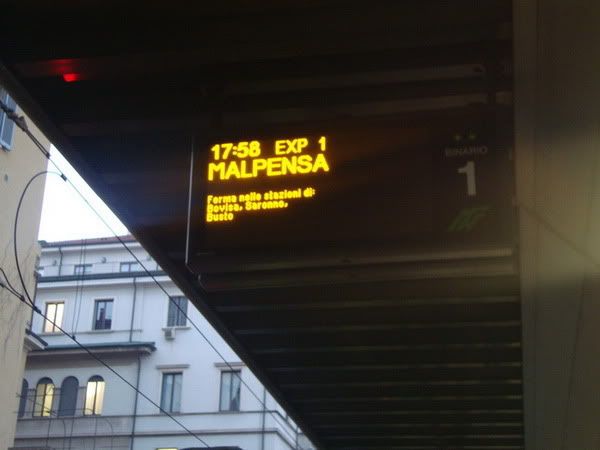 17:58 EXP 1
MALPENSA
Ferma nelle stazioni di:
Bovisa, Saronno,
Busto
BINARIO
1